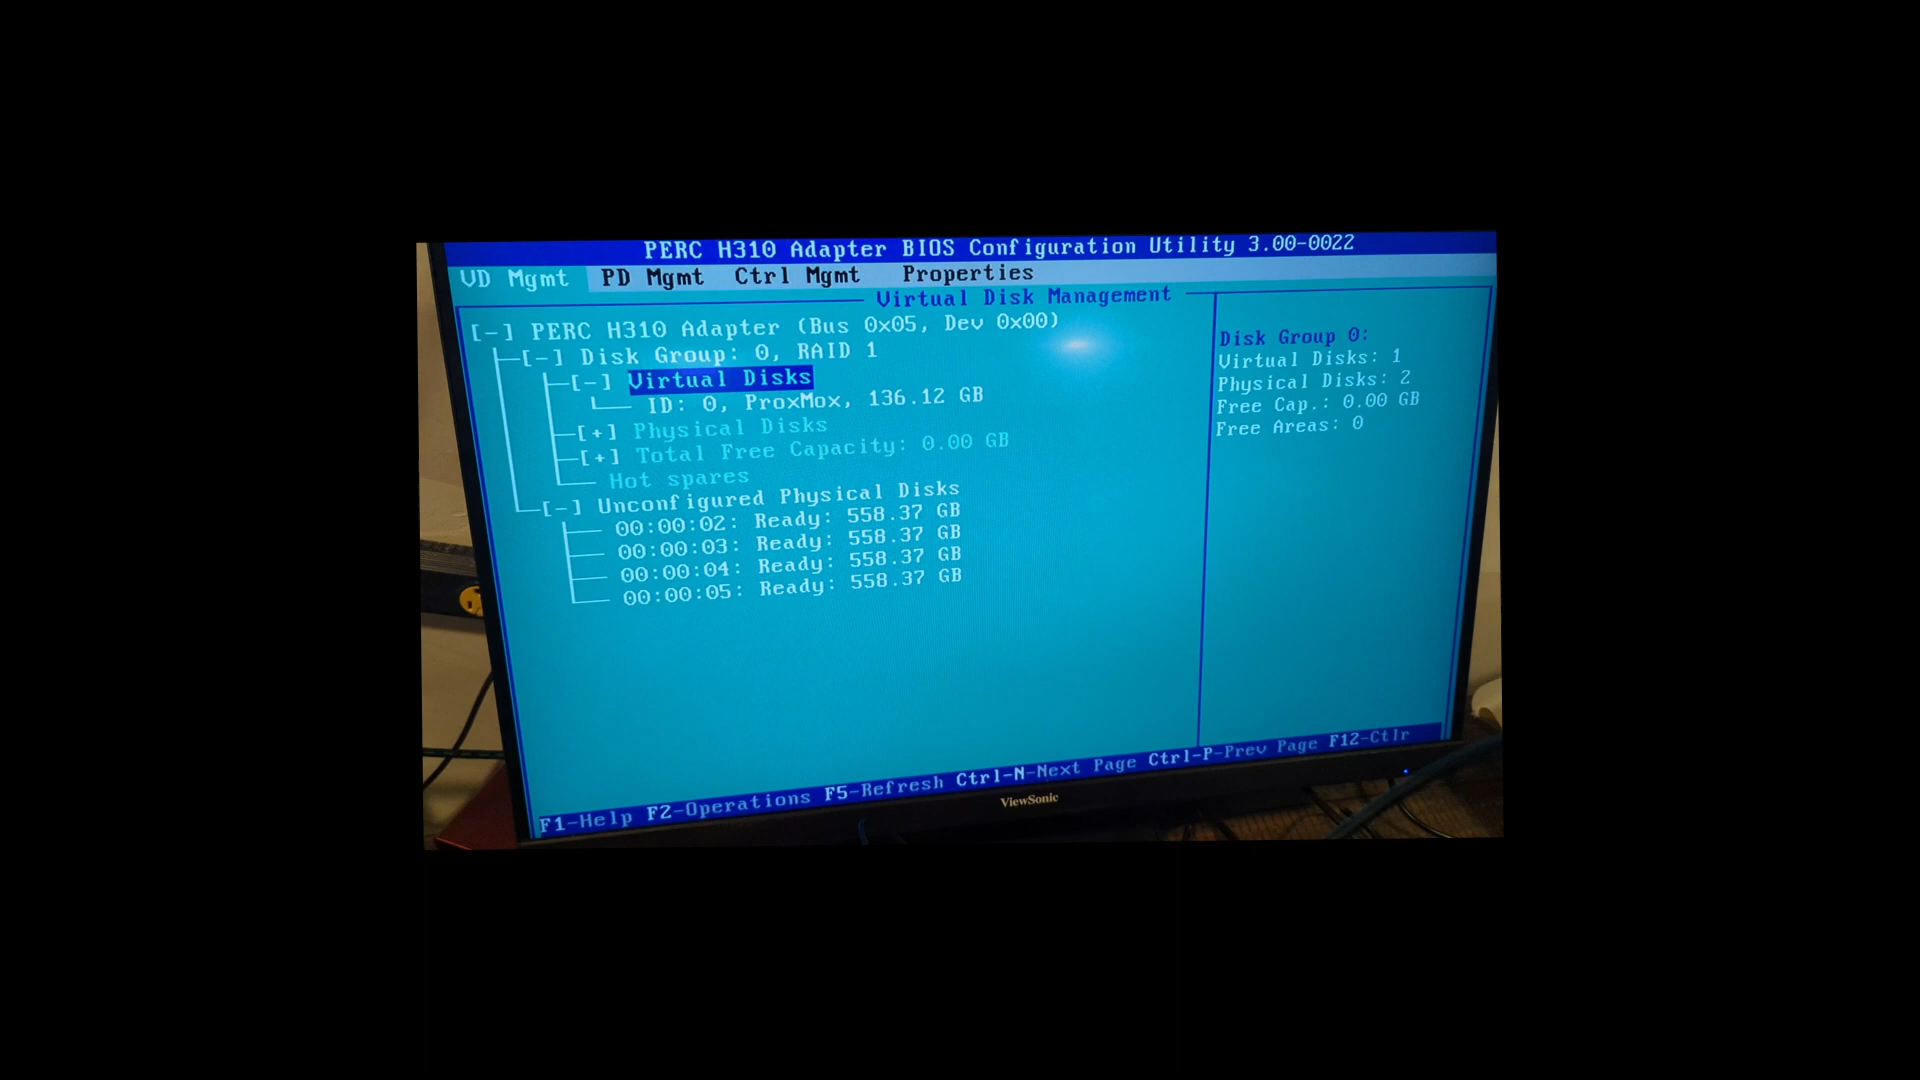 PERC H310 Adapter BIOS Configuration Utility 3.00-0022
VD Mgmt PD Mgmt Ctrl Mgmt Properties
Virtual Disk Management
[-] PERC H310 Adapter (Bus 0x05, Dev 0x00)
[-] Disk Group: 0, RAID 1
[-] Virtual Disks
ID: 0, ProxMox, 136.12 GB
[+] Physical Disks
[+] Total Free Capacity: 0.00 GB
Hot spares
[-] Unconfigured Physical Disks
00:00:02: Ready: 558.37 GB
00:00:03: Ready: 558.37 GB
00:00:04: Ready: 558.37 GB
00:00:05: Ready: 558.37 GB
Disk Group 0:
Virtual Disks: 1
Physical Disks: 2
Free Cap.: 0.00 GB
Free Areas: 0
F1-Help F2-Operations F5-Refresh Ctrl-N-Next Page Ctrl-P-Prev Page F12-Ctlr
ViewSonic